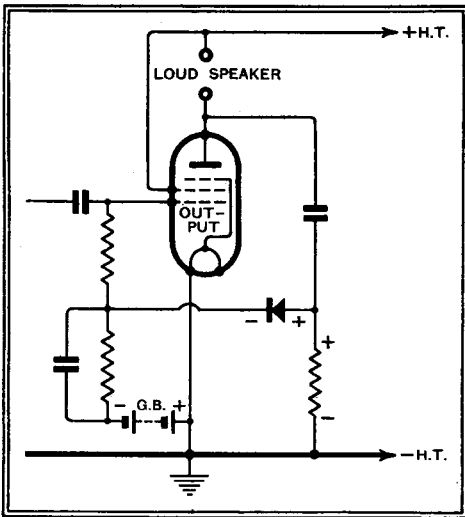 +H.T.
LOUD SPEAKER
OUT-
PUT
- +
+
- G.B. +
-
-H.T.